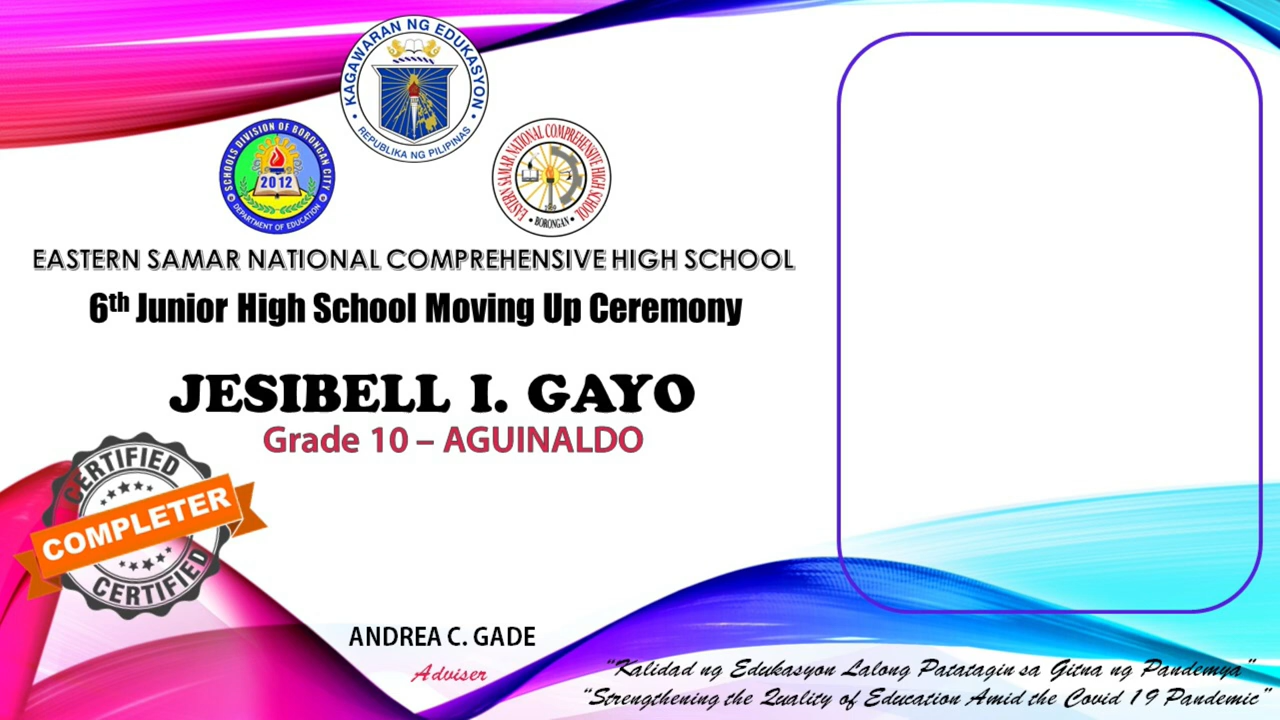 KAGAWARAN NG EDUKASYON
REPUBLIKA NG PILIPINAS
SCHOOLS DIVISION OF BORONGAN CITY
2012
DEPARTMENT OF EDUCATION
EASTERN SAMAR NATIONAL COMPREHENSIVE HIGH SCHOOL
BORONGAN
EASTERN SAMAR NATIONAL COMPREHENSIVE HIGH SCHOOL
6th Junior High School Moving Up Ceremony
JESIBELL I. GAYO
Grade 10 – AGUINALDO
CERTIFIED
COMPLETER
CERTIFIED
ANDREA C. GADE
Adviser
“Kalidad ng Edukasyon Lalong Patatagin sa Gitna ng Pandemya”
“Strengthening the Quality of Education Amid the Covid 19 Pandemic”